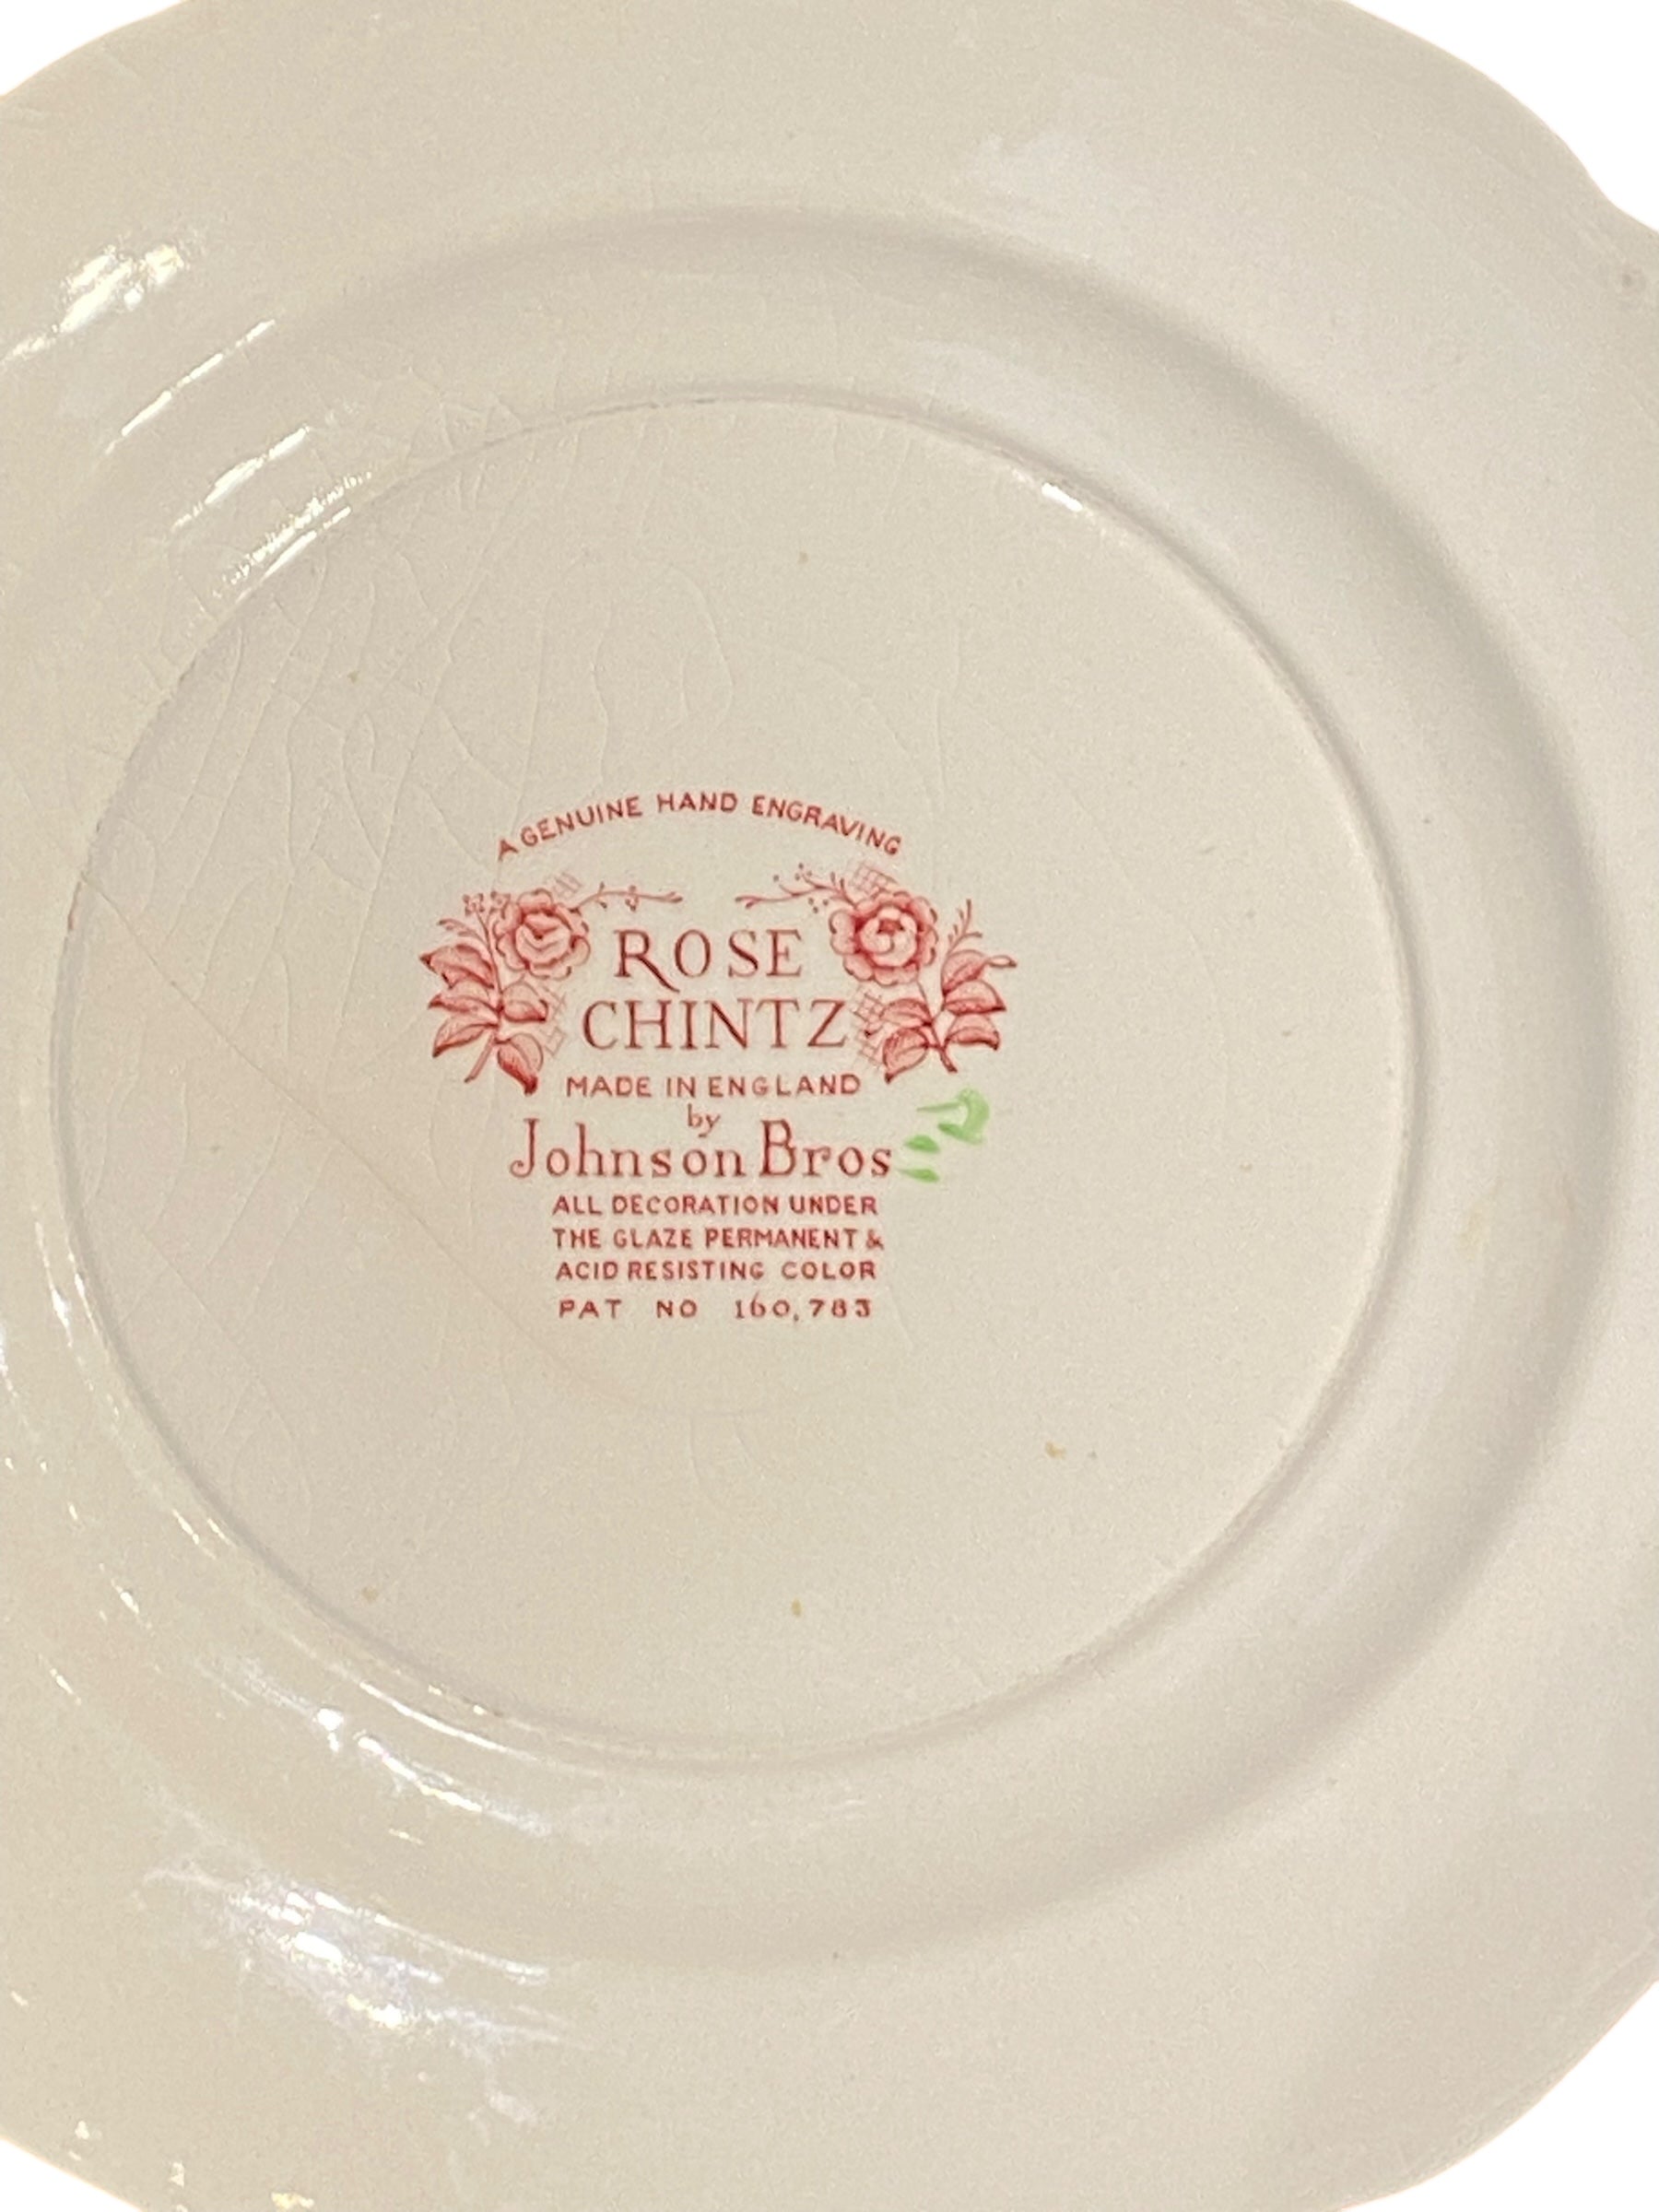 A GENUINE HAND ENGRAVING
ROSE
CHINTZ
MADE IN ENGLAND
by
Johnson Bros
ALL DECORATION UNDER
THE GLAZE PERMANENT &
ACID RESISTING COLOR
PAT NO 160,783